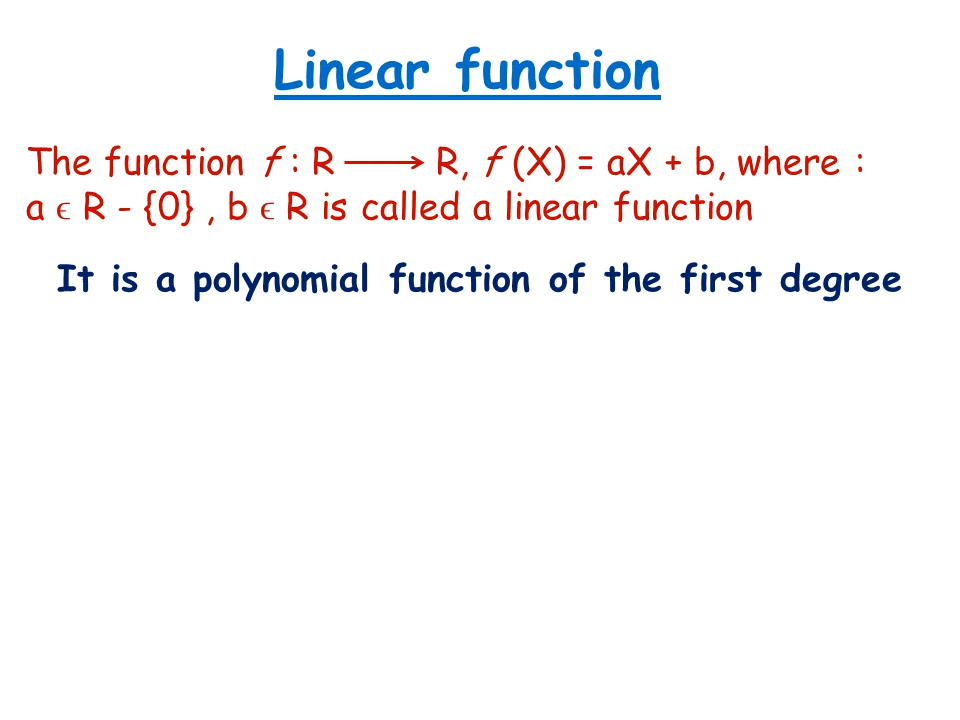 Linear function
The function f : R ⟶ R, f (X) = aX + b, where :
a ϵ R - {0} , b ϵ R is called a linear function
It is a polynomial function of the first degree